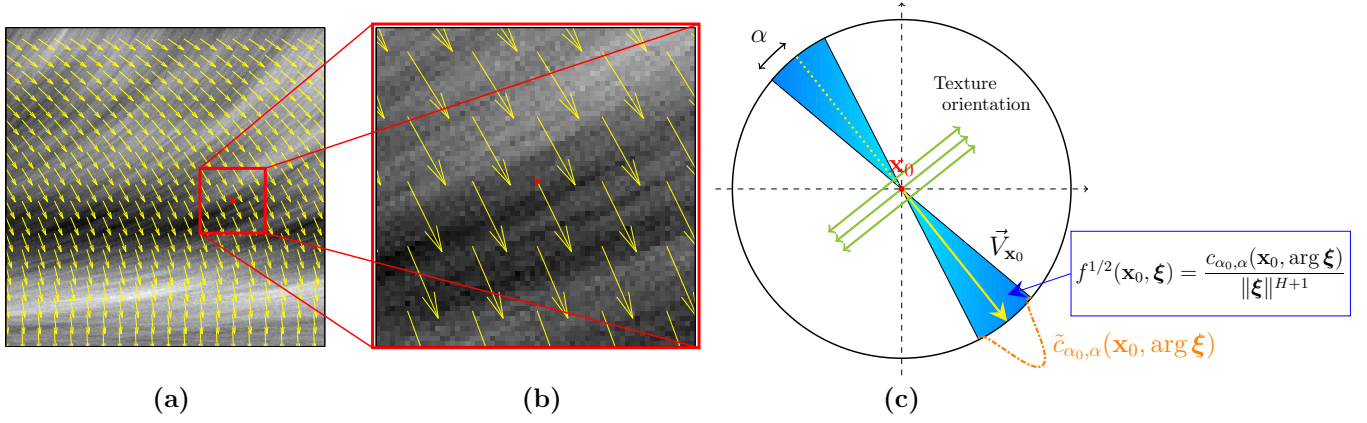 α
Texture
orientation
x₀
V⃗ₓ₀
f^{1/2}(x₀, ξ) = c_{α₀,α}(x₀, arg ξ) / ‖ξ‖^{H+1}
c̃_{α₀,α}(x₀, arg ξ)
(a)
(b)
(c)